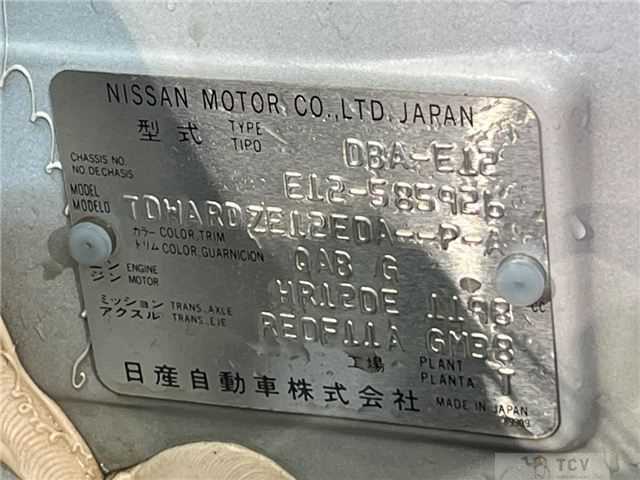 NISSAN MOTOR CO.,LTD. JAPAN
型式 TYPE TIPO DBA-E12
CHASSIS NO. NO.DE CHASIS E12-585926
MODEL MODELO TDHARDZE12EDA--P-A
カラー トリム COLOR,TRIM COLOR,GUARNICION QAB G
ン ジン ENGINE MOTOR HR12DE 1198 CC
ミッション アクスル TRANS.,AXLE TRANS.,EJE RE0F11A GM38
工場 PLANT PLANTA I
日産自動車株式会社 MADE IN JAPAN
TCV